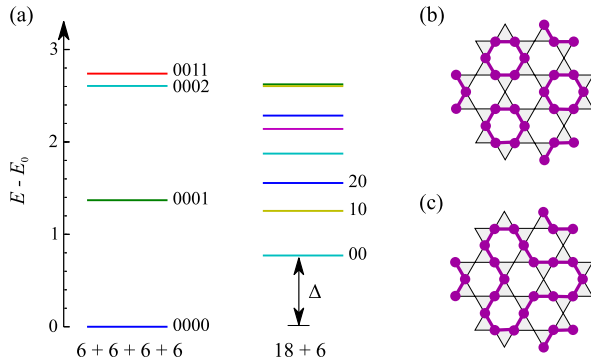 (a)
(b)
3
0011
0002
2
E - E₀
20
0001
10
1
00
(c)
Δ
0
0000
6 + 6 + 6 + 6
18 + 6